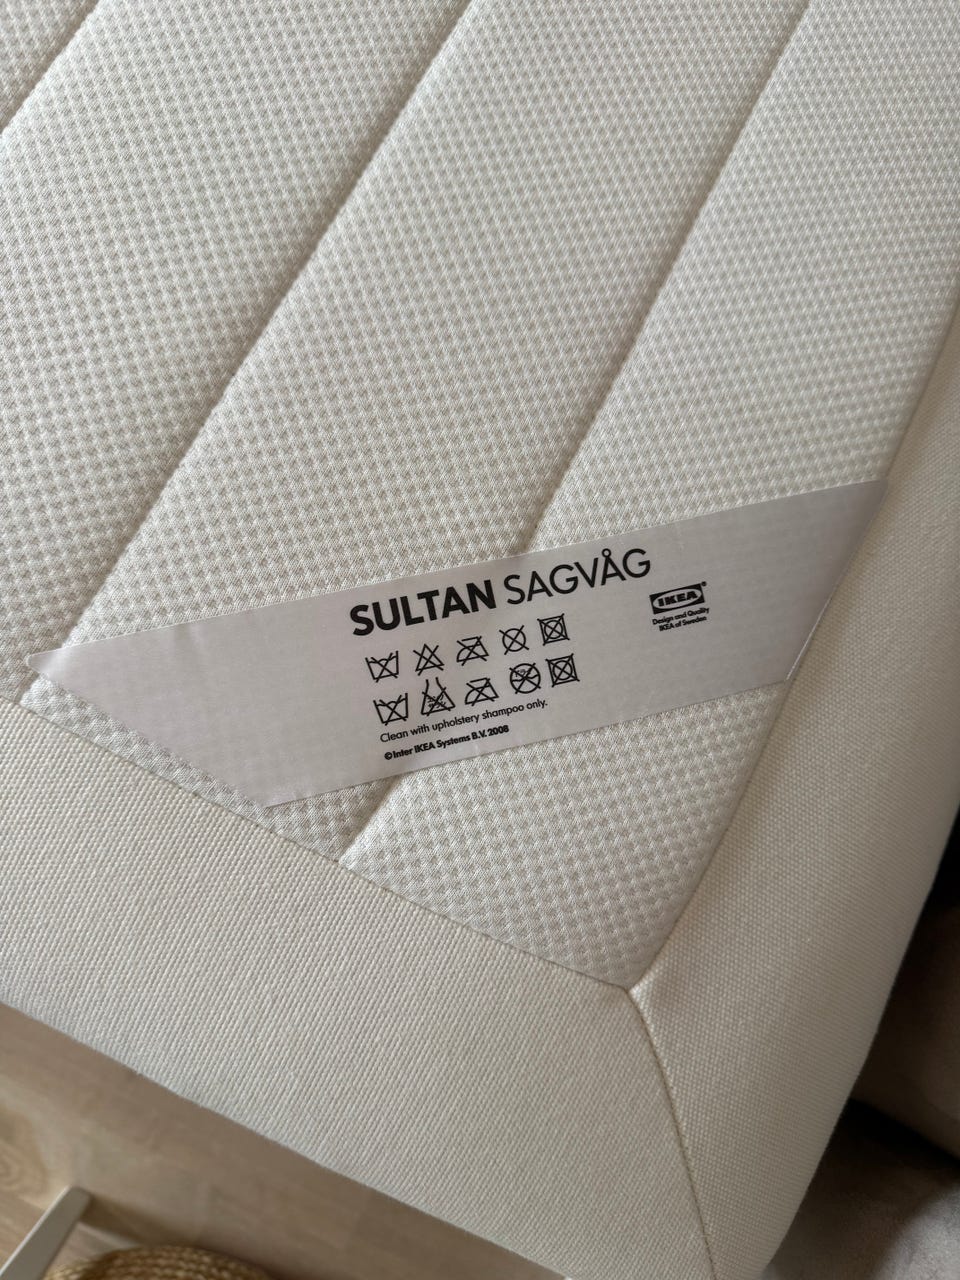 SULTAN SAGVÅG
IKEA®
Design and Quality
IKEA of Sweden
Clean with upholstery shampoo only.
© Inter IKEA Systems B.V. 2008